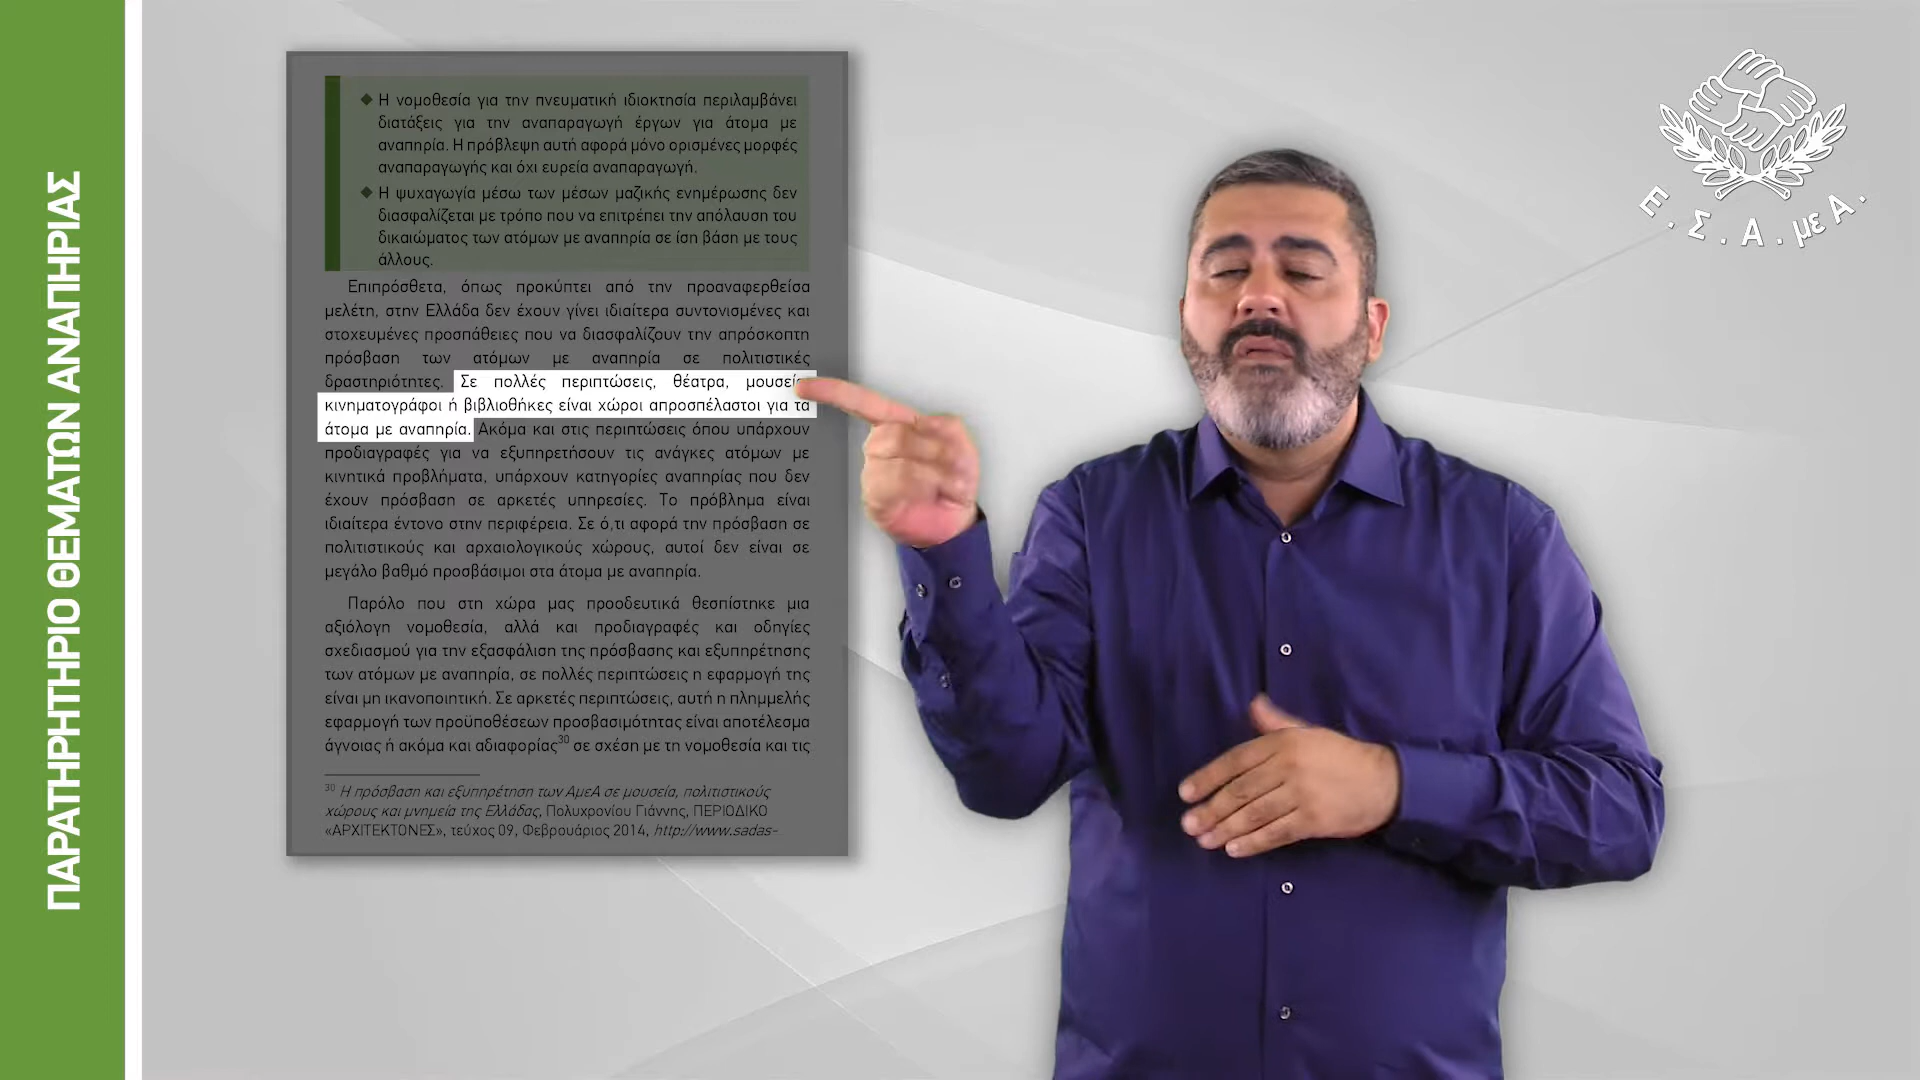 ΠΑΡΑΤΗΡΗΤΗΡΙΟ ΘΕΜΑΤΩΝ ΑΝΑΠΗΡΙΑΣ
◆ Η νομοθεσία για την πνευματική ιδιοκτησία περιλαμβάνει
διατάξεις για την αναπαραγωγή έργων για άτομα με
αναπηρία. Η πρόβλεψη αυτή αφορά μόνο ορισμένες μορφές
αναπαραγωγής και όχι ευρεία αναπαραγωγή.
◆ Η ψυχαγωγία μέσω των μέσων μαζικής ενημέρωσης δεν
διασφαλίζεται με τρόπο που να επιτρέπει την απόλαυση του
δικαιώματος των ατόμων με αναπηρία σε ίση βάση με τους
άλλους.
Επιπρόσθετα, όπως προκύπτει από την προαναφερθείσα
μελέτη, στην Ελλάδα δεν έχουν γίνει ιδιαίτερα συντονισμένες και
στοχευμένες προσπάθειες που να διασφαλίζουν την απρόσκοπτη
πρόσβαση των ατόμων με αναπηρία σε πολιτιστικές
δραστηριότητες. Σε πολλές περιπτώσεις, θέατρα,
κινηματογράφοι ή βιβλιοθήκες είναι χώροι απροσπέλαστοι για τα
άτομα με αναπηρία. Ακόμα και στις περιπτώσεις όπου υπάρχουν
προδιαγραφές για να εξυπηρετήσουν τις ανάγκες ατόμων με
κινητικά προβλήματα, υπάρχουν κατηγορίες αναπηρίας που δεν
έχουν πρόσβαση σε αρκετές υπηρεσίες. Το πρόβλημα είναι
ιδιαίτερα έντονο στην περιφέρεια. Σε ό,τι αφορά την πρόσβαση σε
πολιτιστικούς και αρχαιολογικούς χώρους, αυτοί δεν είναι σε
μεγάλο βαθμό προσβάσιμοι στα άτομα με αναπηρία.
Παρόλο που στη χώρα μας προοδευτικά θεσπίστηκε μια
αξιόλογη νομοθεσία, αλλά και προδιαγραφές και οδηγίες
σχεδιασμού για την εξασφάλιση της πρόσβασης και εξυπηρέτησης
των ατόμων με αναπηρία, σε πολλές περιπτώσεις η εφαρμογή της
είναι μη ικανοποιητική. Σε αρκετές περιπτώσεις, αυτή η πλημμελής
εφαρμογή των προϋποθέσεων προσβασιμότητας είναι αποτέλεσμα
άγνοιας ή ακόμα και αδιαφορίας30 σε σχέση με τη νομοθεσία και τις
30 Η πρόσβαση και εξυπηρέτηση των ΑμεΑ σε μουσεία, πολιτιστικούς
χώρους και μνημεία της Ελλάδας, Πολυχρονίου Γιάννης, ΠΕΡΙΟΔΙΚΟ
«ΑΡΧΙΤΕΚΤΟΝΕΣ», τεύχος 09, Φεβρουάριος 2014, http://www.sadas-
Ε.Σ.Α.μεΑ.